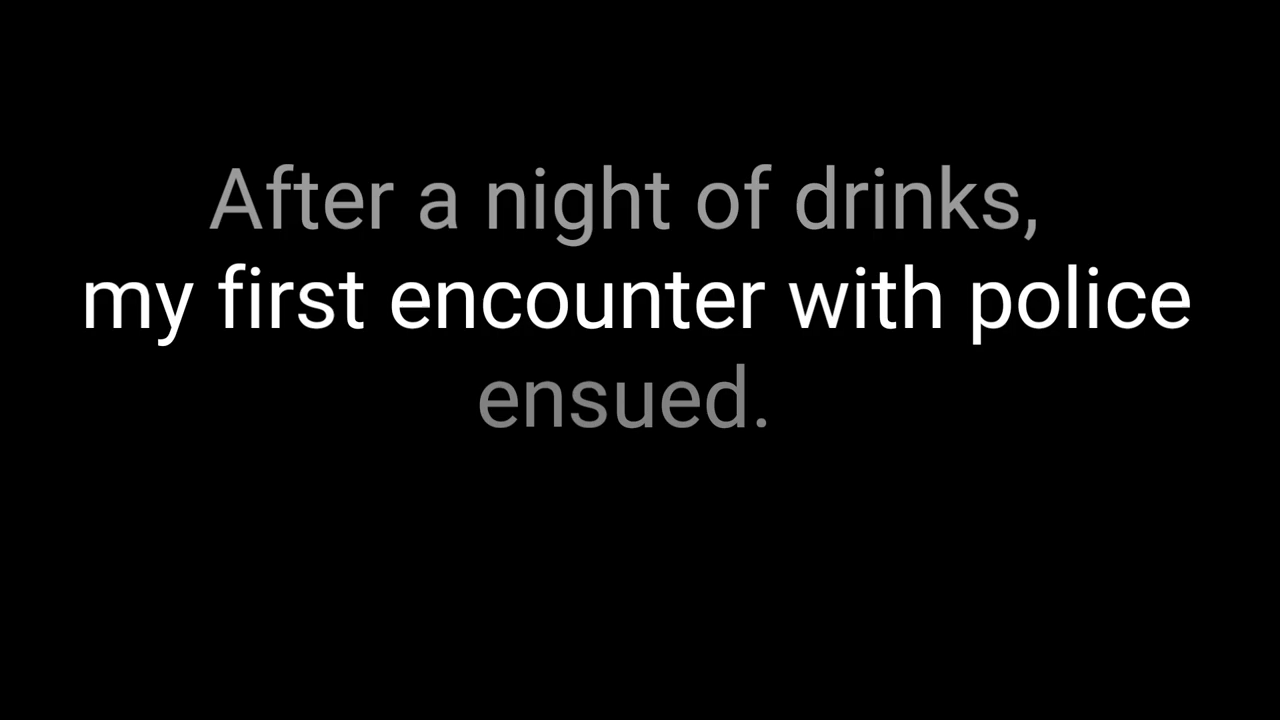 After a night of drinks,
my first encounter with police
ensued.